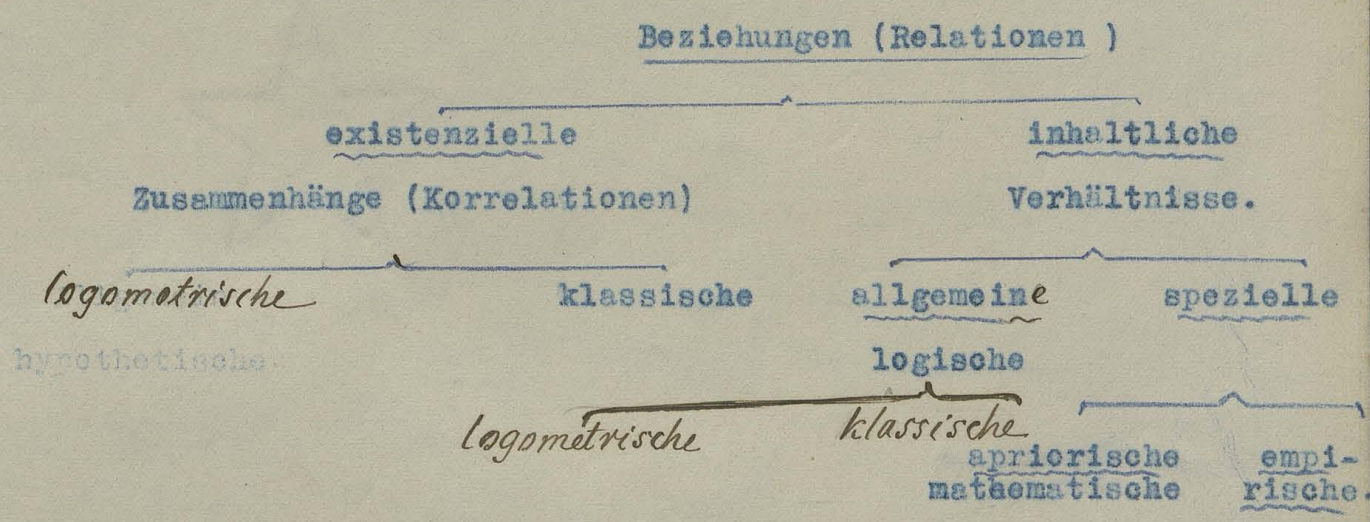 Beziehungen (Relationen )
existenzielle inhaltliche
Zusammenhänge (Korrelationen) Verhältnisse.
logometrische klassische allgemeine spezielle
hypothetische. logische
logometrische klassische
apriorische empi-
mathematische rische.